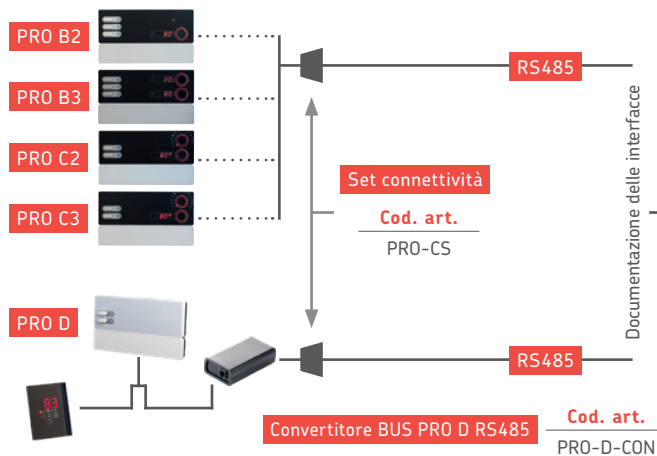 PRO B2
PRO B3
PRO C2
PRO C3
RS485
Set connettività
Cod. art.
PRO-CS
Documentazione delle interfacce
PRO D
83
RS485
Convertitore BUS PRO D RS485
Cod. art.
PRO-D-CON